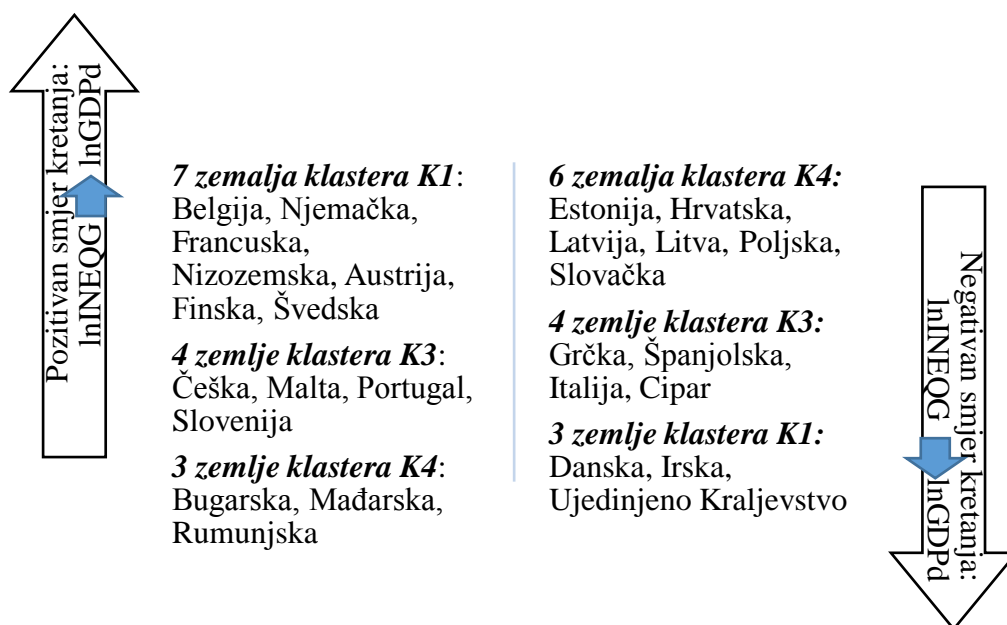 Pozitivan smjer kretanja:
lnINEQG lnGDPd
7 zemalja klastera K1:
Belgija, Njemačka,
Francuska,
Nizozemska, Austrija,
Finska, Švedska
4 zemlje klastera K3:
Češka, Malta, Portugal,
Slovenija
3 zemlje klastera K4:
Bugarska, Mađarska,
Rumunjska
6 zemalja klastera K4:
Estonija, Hrvatska,
Latvija, Litva, Poljska,
Slovačka
4 zemlje klastera K3:
Grčka, Španjolska,
Italija, Cipar
3 zemlje klastera K1:
Danska, Irska,
Ujedinjeno Kraljevstvo
Negativan smjer kretanja:
lnINEQG lnGDPd